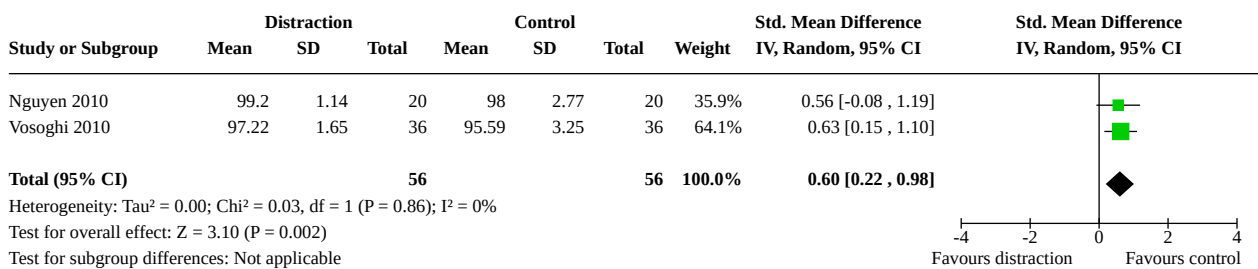 Distraction Control Std. Mean Difference Std. Mean Difference
Study or Subgroup Mean SD Total Mean SD Total Weight IV, Random, 95% CI IV, Random, 95% CI
Nguyen 2010 99.2 1.14 20 98 2.77 20 35.9% 0.56 [-0.08 , 1.19]
Vosoghi 2010 97.22 1.65 36 95.59 3.25 36 64.1% 0.63 [0.15 , 1.10]
Total (95% CI) 56 56 100.0% 0.60 [0.22 , 0.98]
Heterogeneity: Tau² = 0.00; Chi² = 0.03, df = 1 (P = 0.86); I² = 0%
Test for overall effect: Z = 3.10 (P = 0.002) -4 -2 0 2 4
Test for subgroup differences: Not applicable Favours distraction Favours control